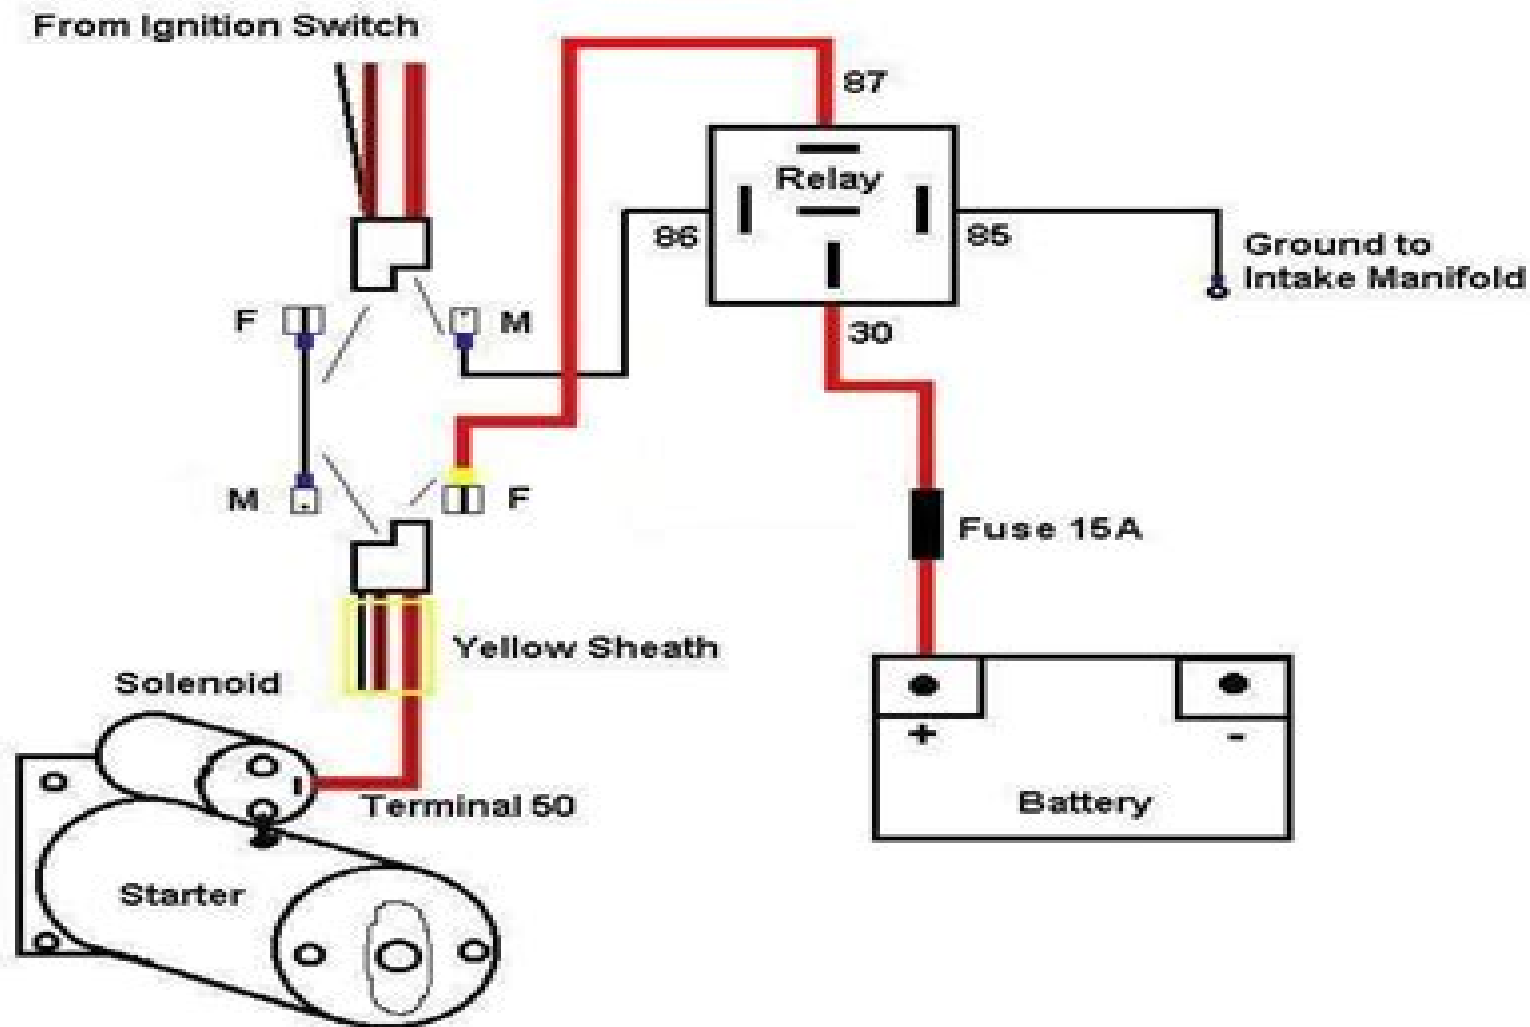 From Ignition Switch
87
Relay
86
85
Ground to
Intake Manifold
F
M
30
M
F
Fuse 15A
Yellow Sheath
Solenoid
+
-
Terminal 50
Battery
Starter